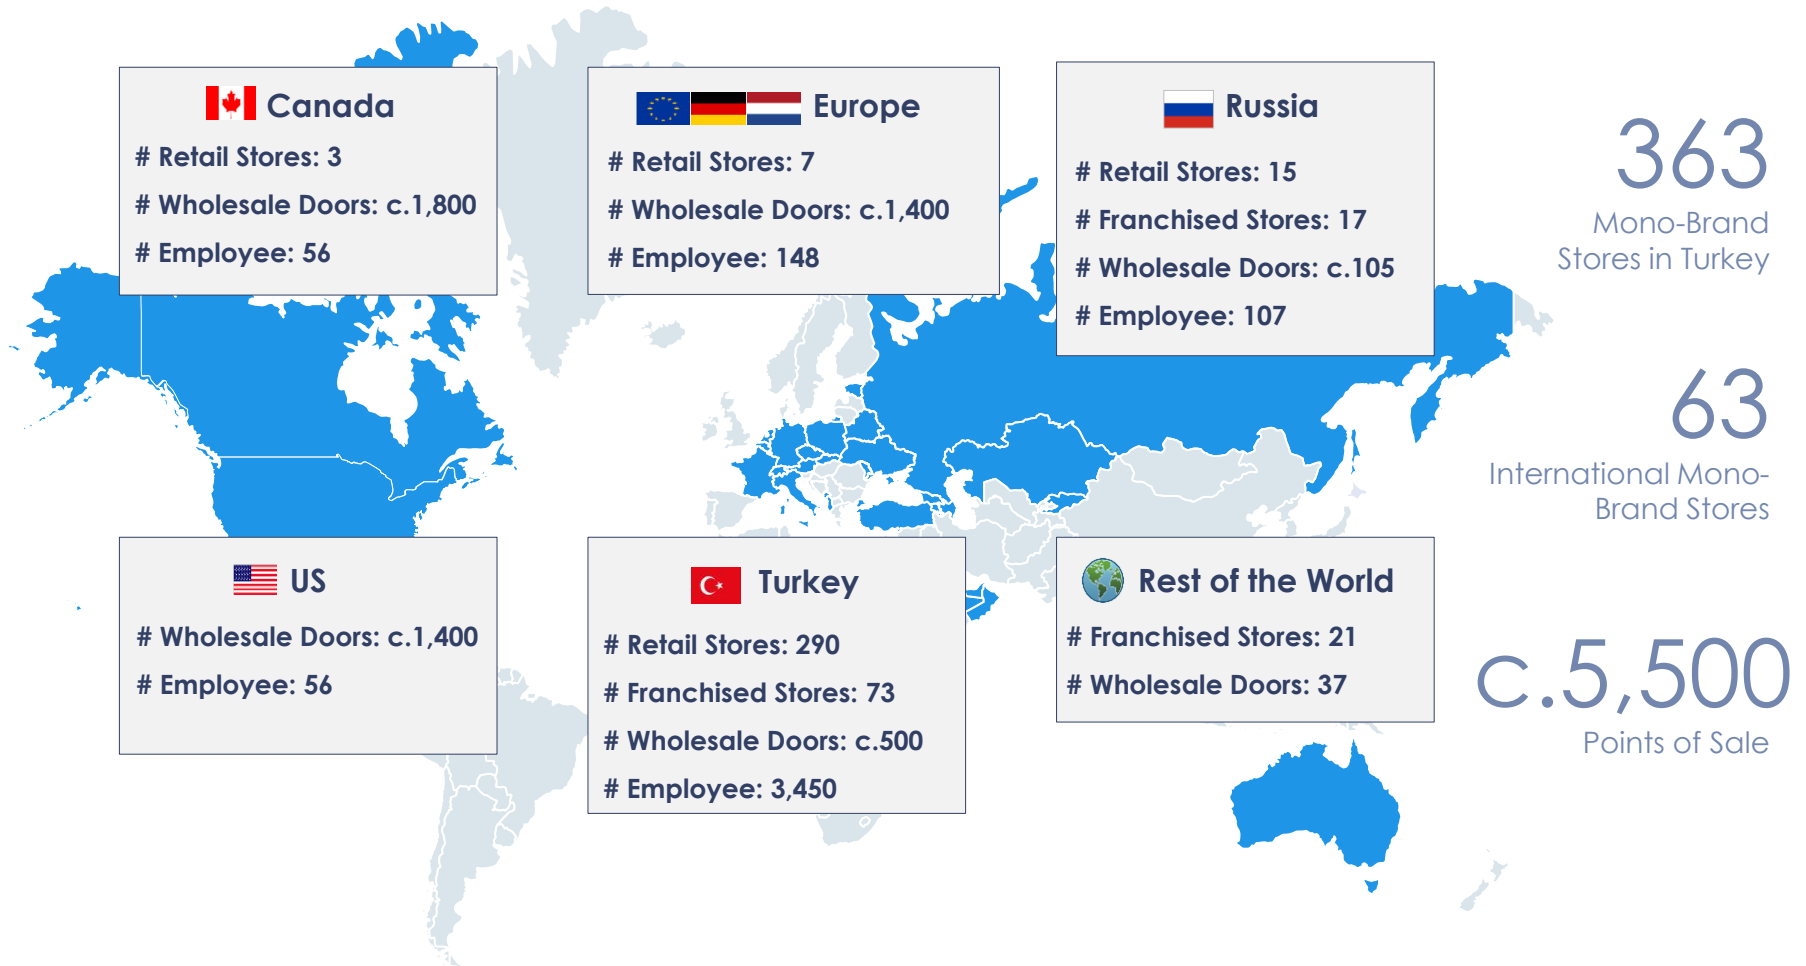 Canada
# Retail Stores: 3
# Wholesale Doors: c.1,800
# Employee: 56
Europe
# Retail Stores: 7
# Wholesale Doors: c.1,400
# Employee: 148
Russia
# Retail Stores: 15
# Franchised Stores: 17
# Wholesale Doors: c.105
# Employee: 107
363
Mono-Brand
Stores in Turkey
63
International Mono-
Brand Stores
US
# Wholesale Doors: c.1,400
# Employee: 56
Turkey
# Retail Stores: 290
# Franchised Stores: 73
# Wholesale Doors: c.500
# Employee: 3,450
Rest of the World
# Franchised Stores: 21
# Wholesale Doors: 37
c.5,500
Points of Sale